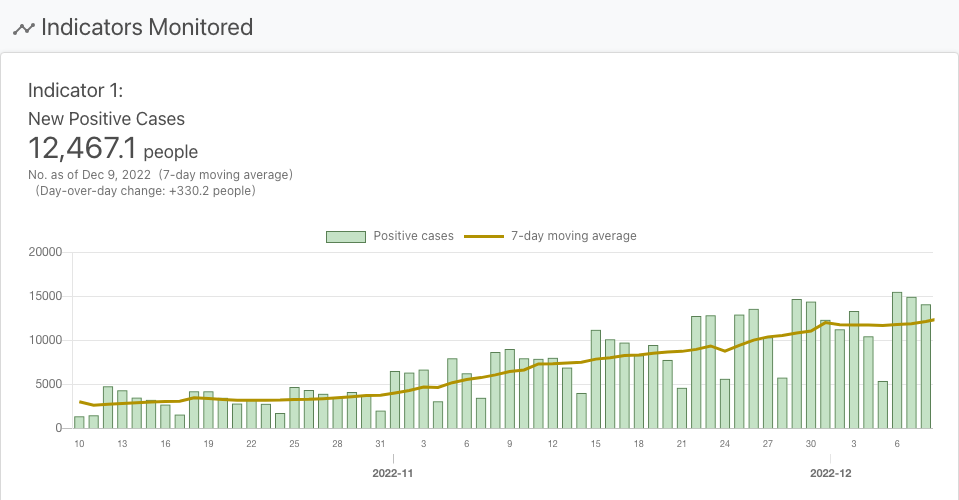 Indicators Monitored
Indicator 1:
New Positive Cases
12,467.1 people
No. as of Dec 9, 2022 (7-day moving average)
(Day-over-day change: +330.2 people)
Positive cases 7-day moving average
20000
15000
10000
5000
0
10 13 16 19 22 25 28 31 3 6 9 12 15 18 21 24 27 30 3 6
2022-11 2022-12